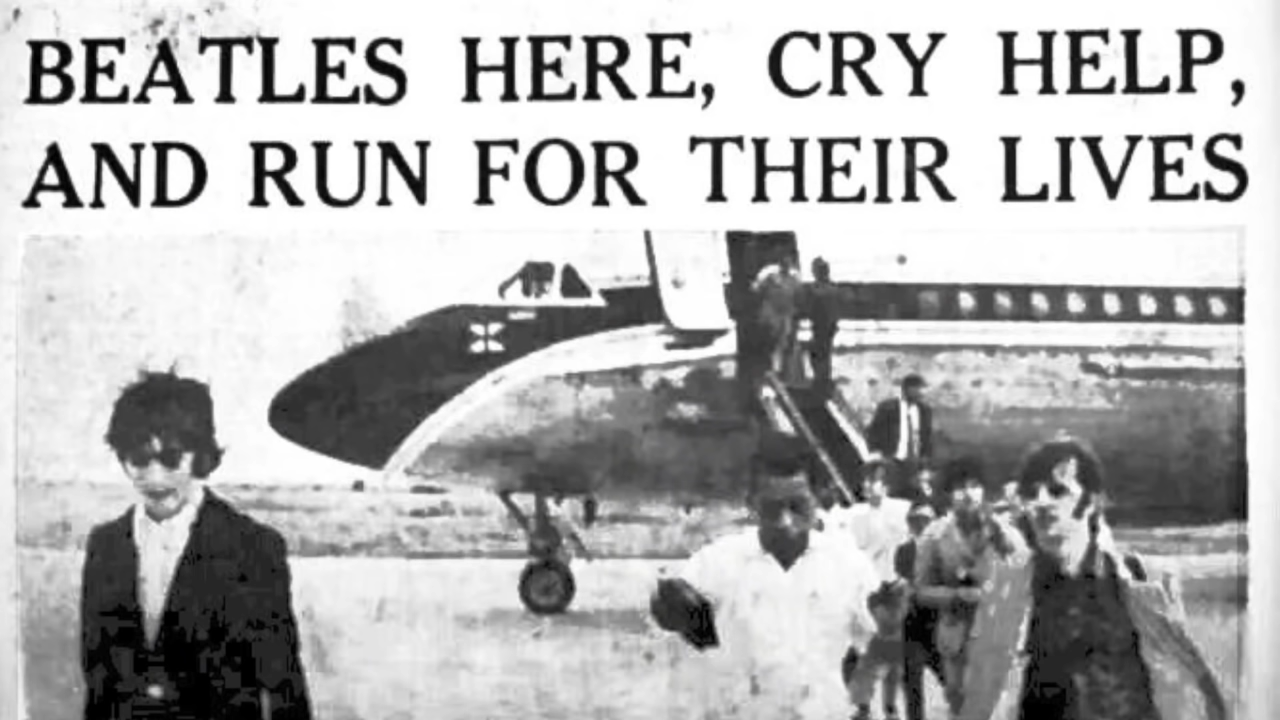 BEATLES HERE, CRY HELP,
AND RUN FOR THEIR LIVES